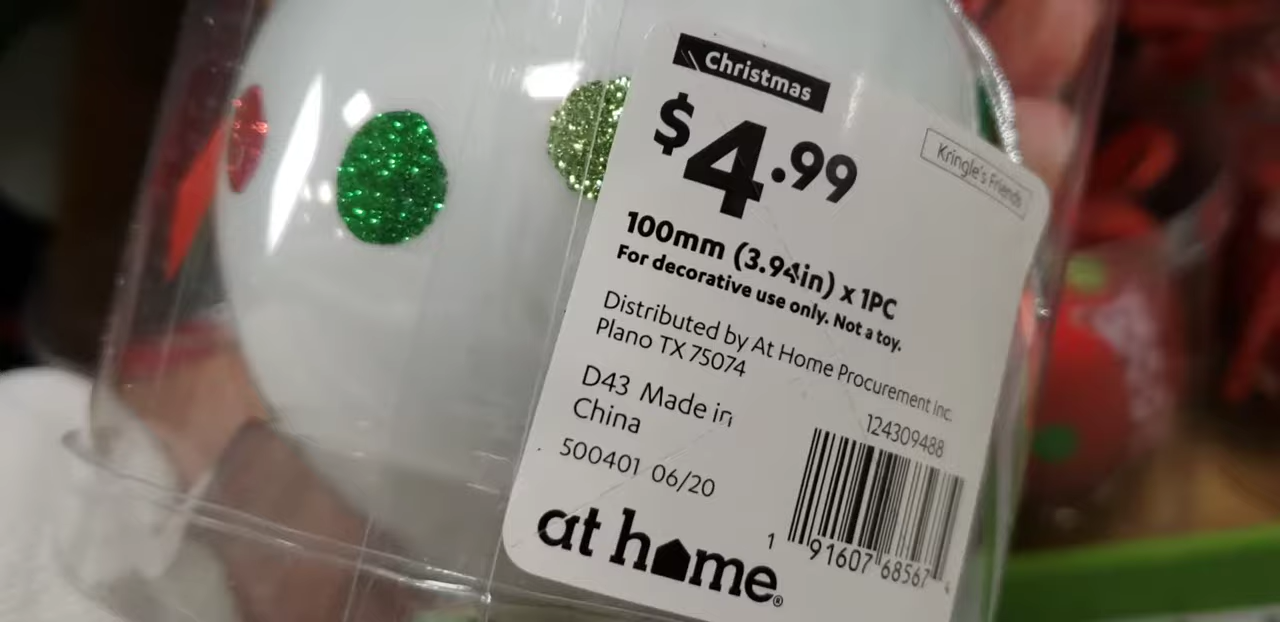 Christmas
$4.99
Kringle's Friends
100mm (3.94in) x 1PC
For decorative use only. Not a toy.
Distributed by At Home Procurement Inc.
Plano TX 75074
D43 Made in
China
124309488
500401 06/20
at home®
1 91607 68567 4